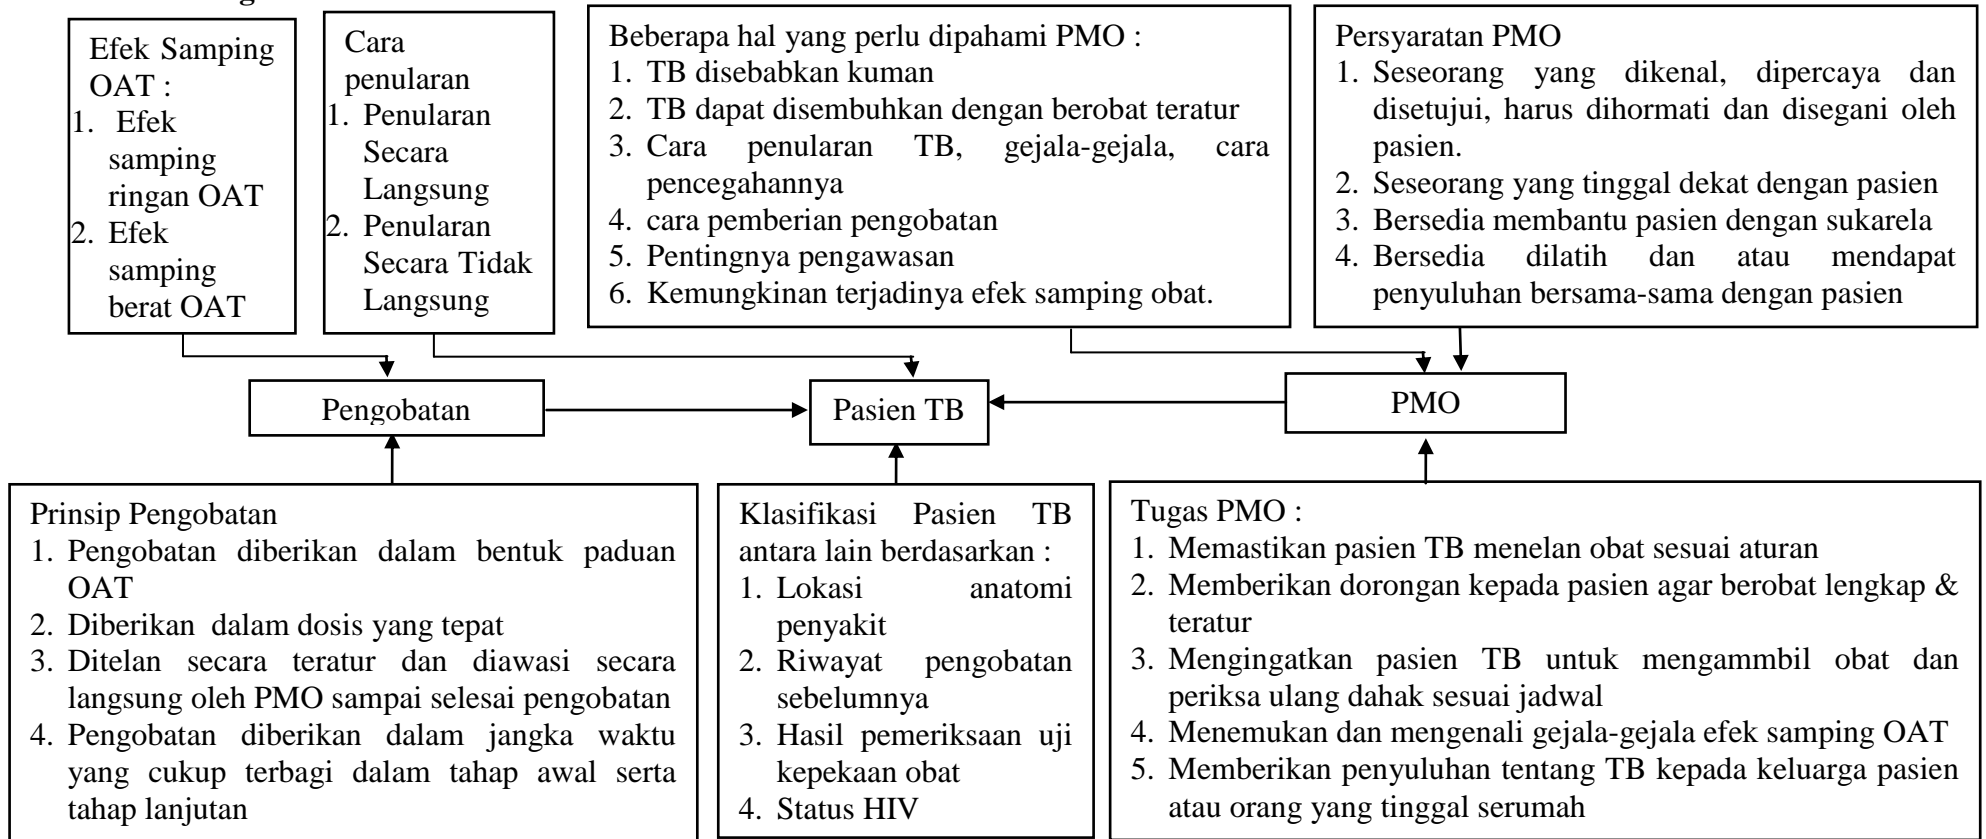 Efek Samping
OAT :
1. Efek
samping
ringan OAT
2. Efek
samping
berat OAT
Cara
penularan
1. Penularan
Secara
Langsung
2. Penularan
Secara Tidak
Langsung
Beberapa hal yang perlu dipahami PMO :
1. TB disebabkan kuman
2. TB dapat disembuhkan dengan berobat teratur
3. Cara penularan TB, gejala-gejala, cara
pencegahannya
4. cara pemberian pengobatan
5. Pentingnya pengawasan
6. Kemungkinan terjadinya efek samping obat.
Persyaratan PMO
1. Seseorang yang dikenal, dipercaya dan
disetujui, harus dihormati dan disegani oleh
pasien.
2. Seseorang yang tinggal dekat dengan pasien
3. Bersedia membantu pasien dengan sukarela
4. Bersedia dilatih dan atau mendapat
penyuluhan bersama-sama dengan pasien
Pengobatan
Pasien TB
PMO
Prinsip Pengobatan
1. Pengobatan diberikan dalam bentuk paduan
OAT
2. Diberikan dalam dosis yang tepat
3. Ditelan secara teratur dan diawasi secara
langsung oleh PMO sampai selesai pengobatan
4. Pengobatan diberikan dalam jangka waktu
yang cukup terbagi dalam tahap awal serta
tahap lanjutan
Klasifikasi Pasien TB
antara lain berdasarkan :
1. Lokasi anatomi
penyakit
2. Riwayat pengobatan
sebelumnya
3. Hasil pemeriksaan uji
kepekaan obat
4. Status HIV
Tugas PMO :
1. Memastikan pasien TB menelan obat sesuai aturan
2. Memberikan dorongan kepada pasien agar berobat lengkap &
teratur
3. Mengingatkan pasien TB untuk mengammbil obat dan
periksa ulang dahak sesuai jadwal
4. Menemukan dan mengenali gejala-gejala efek samping OAT
5. Memberikan penyuluhan tentang TB kepada keluarga pasien
atau orang yang tinggal serumah